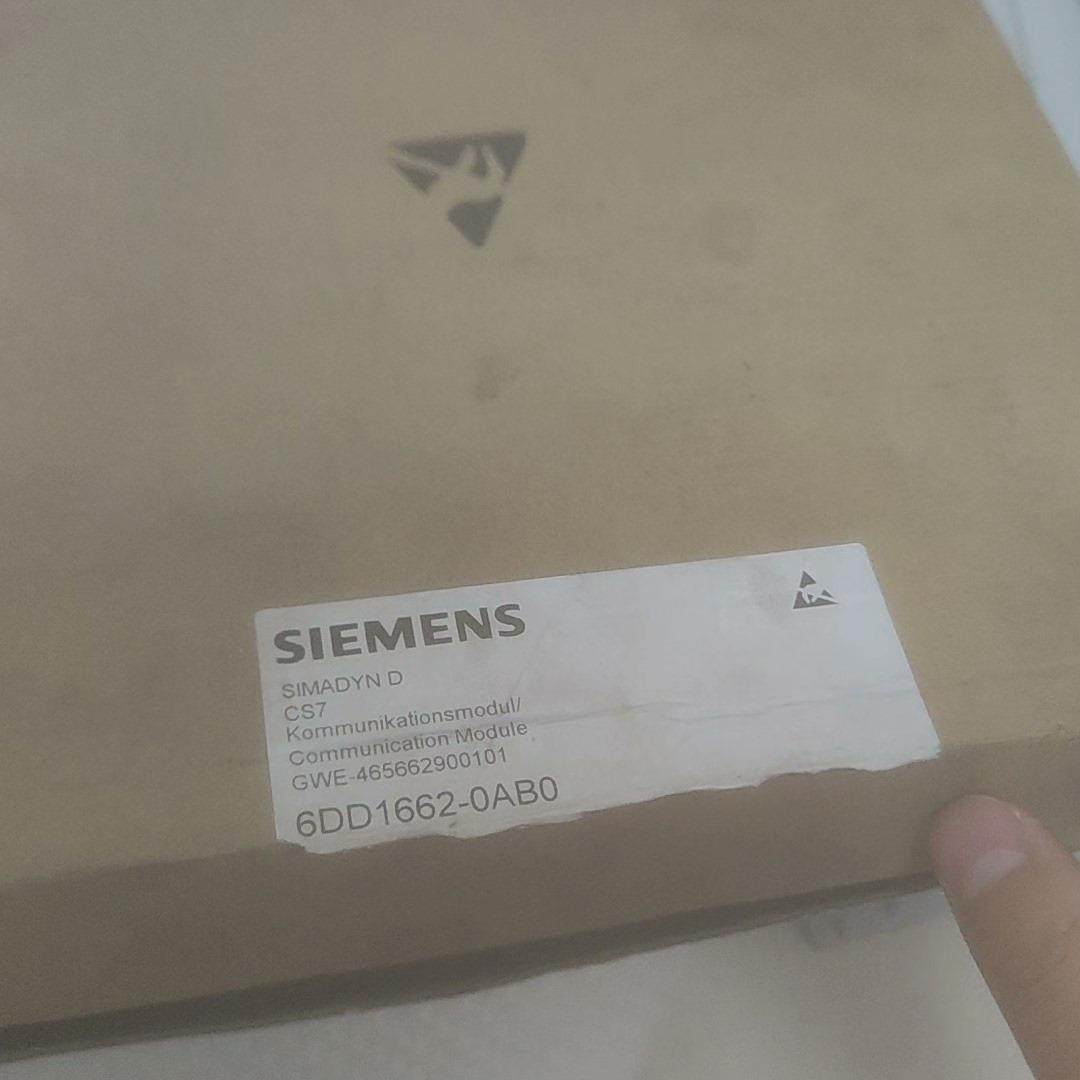 SIEMENS
SIMADYN D
CS7
Kommunikationsmodul/
Communication Module
GWE-465662900101
6DD1662-0AB0